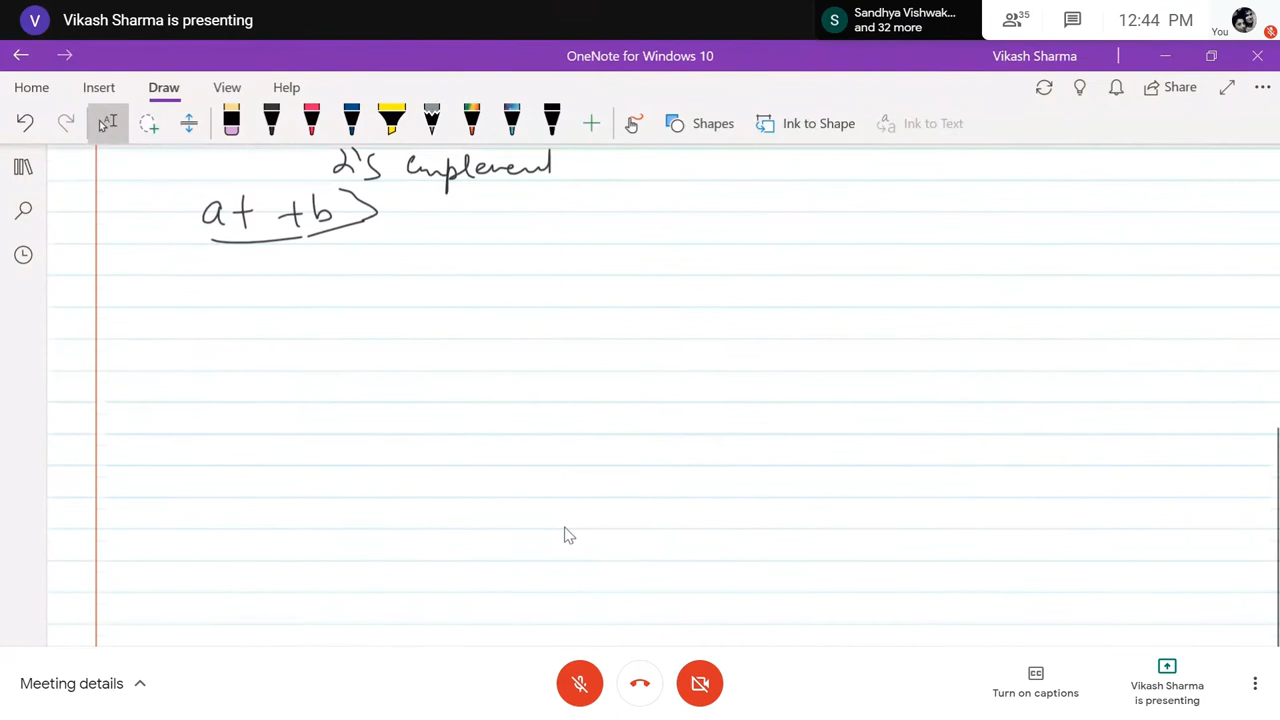 V Vikash Sharma is presenting
S Sandhya Vishwak... and 32 more
35
12:44 PM
You
OneNote for Windows 10
Vikash Sharma
Home Insert Draw View Help
Share
Shapes
Ink to Shape
Ink to Text
2's complement
a+ +b
Meeting details
Turn on captions
Vikash Sharma is presenting